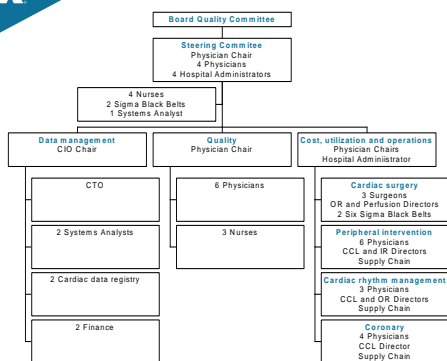 Board Quality Committee
Steering Commitee
Physician Chair
4 Physicians
4 Hospital Administrators
4 Nurses
2 Sigma Black Belts
1 Systems Analyst
Data management
CIO Chair
Quality
Physician Chair
Cost, utilization and operations
Physician Chairs
Hospital Adminiistrator
CTO
2 Systems Analysts
2 Cardiac data registry
2 Finance
6 Physicians
3 Nurses
Cardiac surgery
3 Surgeons
OR and Perfusion Directors
2 Six Sigma Black Belts
Peripheral intervention
6 Physicians
CCL and IR Directors
Supply Chain
Cardiac rhythm management
3 Physicians
CCL and OR Directors
Supply Chain
Coronary
4 Physicians
CCL Director
Supply Chain